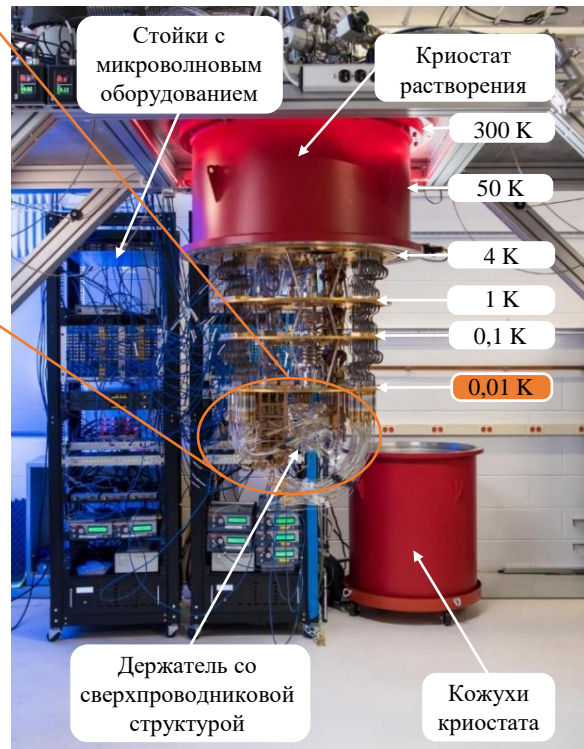 Стойки с
микроволновым
оборудованием
Криостат
растворения
300 K
50 K
4 K
1 K
0,1 K
0,01 K
Держатель со
сверхпроводниковой
структурой
Кожухи
криостата